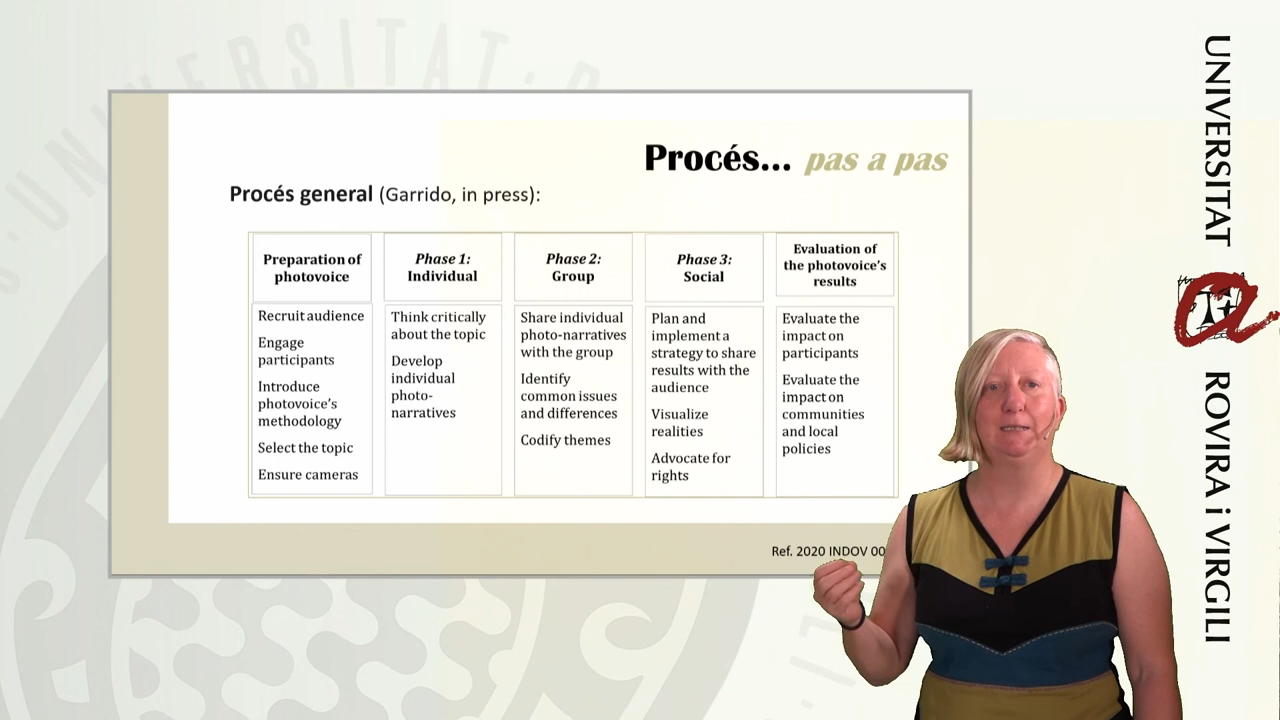 Procés... pas a pas
Procés general (Garrido, in press):
Preparation of
photovoice
Recruit audience
Engage
participants
Introduce
photovoice's
methodology
Select the topic
Ensure cameras
Phase 1:
Individual
Think critically
about the topic
Develop
individual
photo-
narratives
Phase 2:
Group
Share individual
photo-narratives
with the group
Identify
common issues
and differences
Codify themes
Phase 3:
Social
Plan and
implement a
strategy to share
results with the
audience
Visualize
realities
Advocate for
rights
Evaluation of
the photovoice's
results
Evaluate the
impact on
participants
Evaluate the
impact on
communities
and local
policies
Ref. 2020 INDOV 00
UNIVERSITAT ROVIRA i VIRGILI